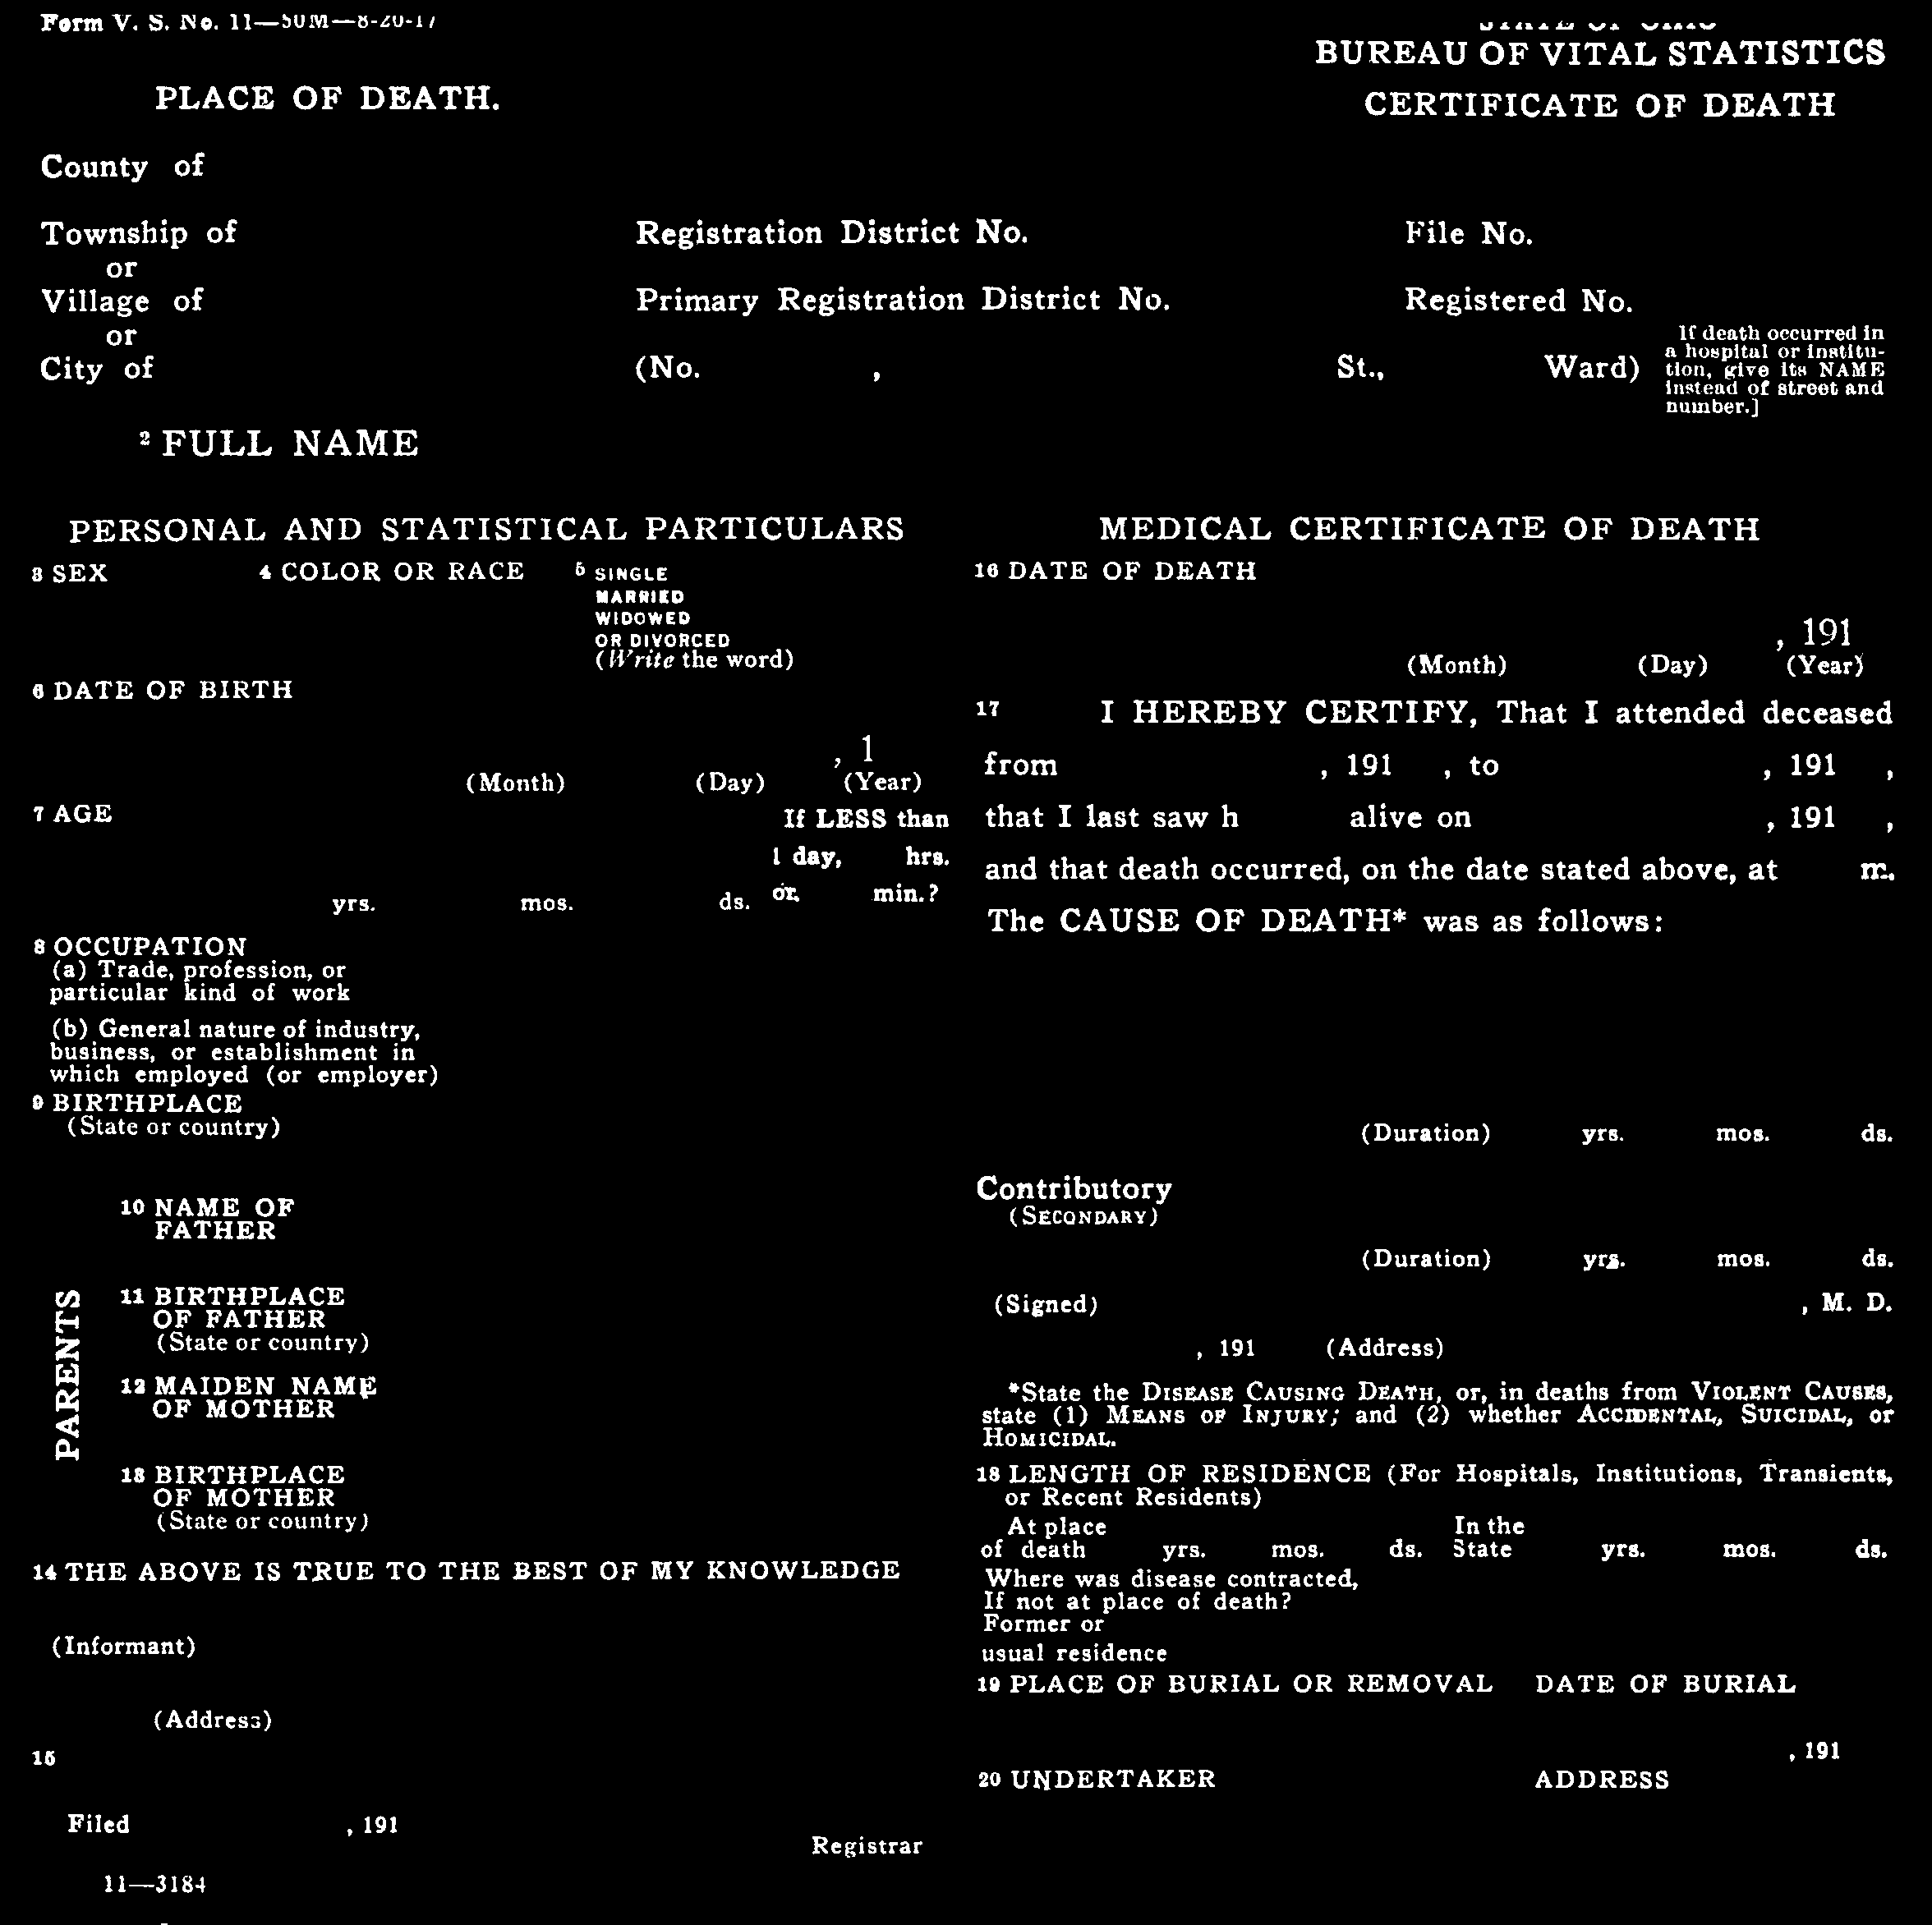 Form V. S. No. 11—50M—8-20-17
STATE OF OHIO
BUREAU OF VITAL STATISTICS
PLACE OF DEATH.
CERTIFICATE OF DEATH
County of
Township of Registration District No. File No.
or
Village of Primary Registration District No. Registered No.
or
City of (No. , St., Ward)
If death occurred in
a hospital or institu-
tion, give its NAME
instead of street and
number.]
2 FULL NAME
PERSONAL AND STATISTICAL PARTICULARS
3 SEX 4 COLOR OR RACE 5 SINGLE
MARRIED
WIDOWED
OR DIVORCED
(Write the word)
6 DATE OF BIRTH
, 1
(Month) (Day) (Year)
7 AGE If LESS than
1 day, hrs.
yrs. mos. ds. or, min.?
8 OCCUPATION
(a) Trade, profession, or
particular kind of work
(b) General nature of industry,
business, or establishment in
which employed (or employer)
9 BIRTHPLACE
(State or country)
PARENTS
10 NAME OF
FATHER
11 BIRTHPLACE
OF FATHER
(State or country)
12 MAIDEN NAME
OF MOTHER
13 BIRTHPLACE
OF MOTHER
(State or country)
14 THE ABOVE IS TRUE TO THE BEST OF MY KNOWLEDGE
(Informant)
(Address)
15
Filed , 191
Registrar
11—3184
MEDICAL CERTIFICATE OF DEATH
16 DATE OF DEATH
, 191
(Month) (Day) (Year)
17 I HEREBY CERTIFY, That I attended deceased
from , 191 , to , 191 ,
that I last saw h alive on , 191 ,
and that death occurred, on the date stated above, at m.
The CAUSE OF DEATH* was as follows:
(Duration) yrs. mos. ds.
Contributory
(SECONDARY)
(Duration) yrs. mos. ds.
(Signed) , M. D.
, 191 (Address)
*State the DISEASE CAUSING DEATH, or, in deaths from VIOLENT CAUSES,
state (1) MEANS OF INJURY; and (2) whether ACCIDENTAL, SUICIDAL, or
HOMICIDAL.
18 LENGTH OF RESIDENCE (For Hospitals, Institutions, Transients,
or Recent Residents)
At place In the
of death yrs. mos. ds. State yrs. mos. ds.
Where was disease contracted,
If not at place of death?
Former or
usual residence
19 PLACE OF BURIAL OR REMOVAL DATE OF BURIAL
, 191
20 UNDERTAKER ADDRESS